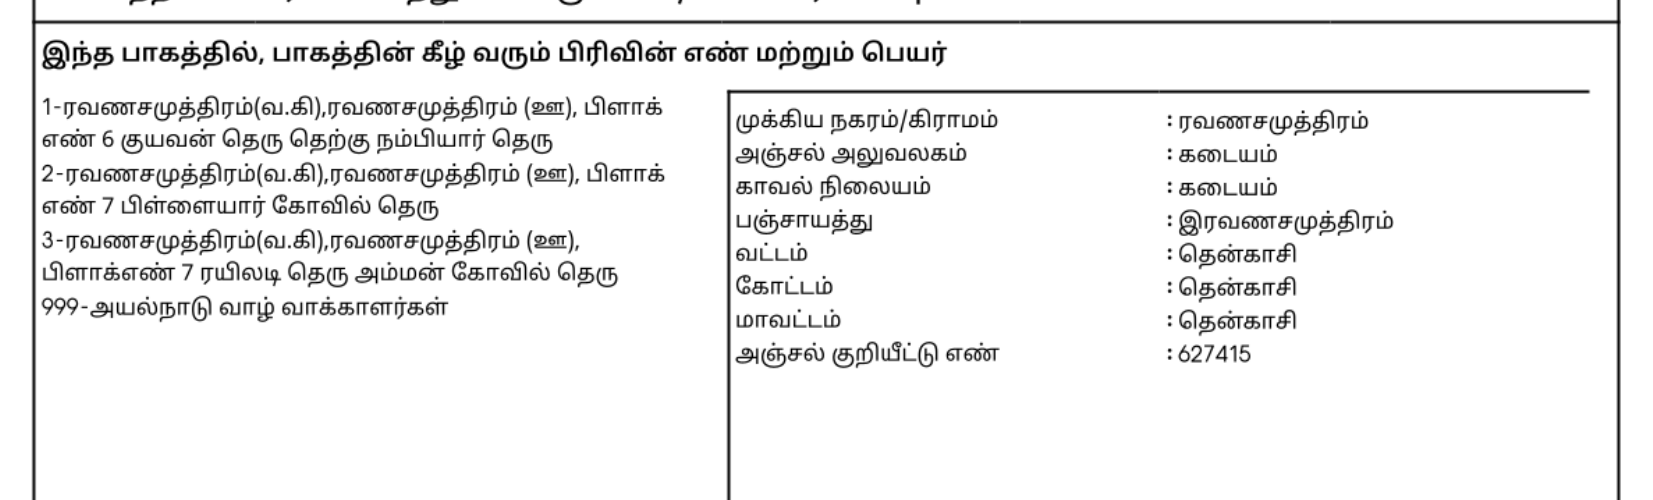 இந்த பாகத்தில், பாகத்தின் கீழ் வரும் பிரிவின் எண் மற்றும் பெயர்
1-ரவணசமுத்திரம்(வ.கி),ரவணசமுத்திரம் (ஊ), பிளாக்
எண் 6 குயவன் தெரு தெற்கு நம்பியார் தெரு
2-ரவணசமுத்திரம்(வ.கி),ரவணசமுத்திரம் (ஊ), பிளாக்
எண் 7 பிள்ளையார் கோவில் தெரு
3-ரவணசமுத்திரம்(வ.கி),ரவணசமுத்திரம் (ஊ),
பிளாக்எண் 7 ரயிலடி தெரு அம்மன் கோவில் தெரு
999-அயல்நாடு வாழ் வாக்காளர்கள்
முக்கிய நகரம்/கிராமம் : ரவணசமுத்திரம்
அஞ்சல் அலுவலகம் : கடையம்
காவல் நிலையம் : கடையம்
பஞ்சாயத்து : இரவணசமுத்திரம்
வட்டம் : தென்காசி
கோட்டம் : தென்காசி
மாவட்டம் : தென்காசி
அஞ்சல் குறியீட்டு எண் : 627415